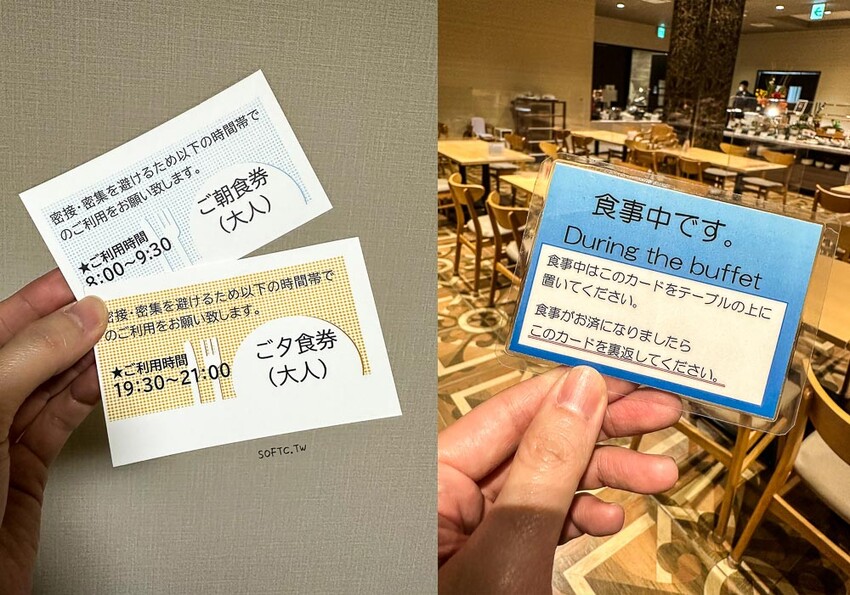 密接・密集を避けるため以下の時間帯で
のご利用をお願い致します。
ご朝食券
(大人)
★ご利用時間
8:00〜9:30
密接・密集を避けるため以下の時間帯で
のご利用をお願い致します。
ご夕食券
(大人)
★ご利用時間
19:30〜21:00
SOFTC.TW
食事中です。
During the buffet
食事中はこのカードをテーブルの上に
置いてください。
食事がお済になりましたら
このカードを裏返してください。